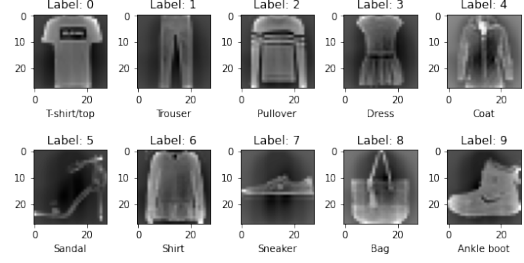 Label: 0 Label: 1 Label: 2 Label: 3 Label: 4
0
10
20
0 20 0 20 0 20 0 20 0 20
T-shirt/top Trouser Pullover Dress Coat
Label: 5 Label: 6 Label: 7 Label: 8 Label: 9
0
10
20
0 20 0 20 0 20 0 20 0 20
Sandal Shirt Sneaker Bag Ankle boot